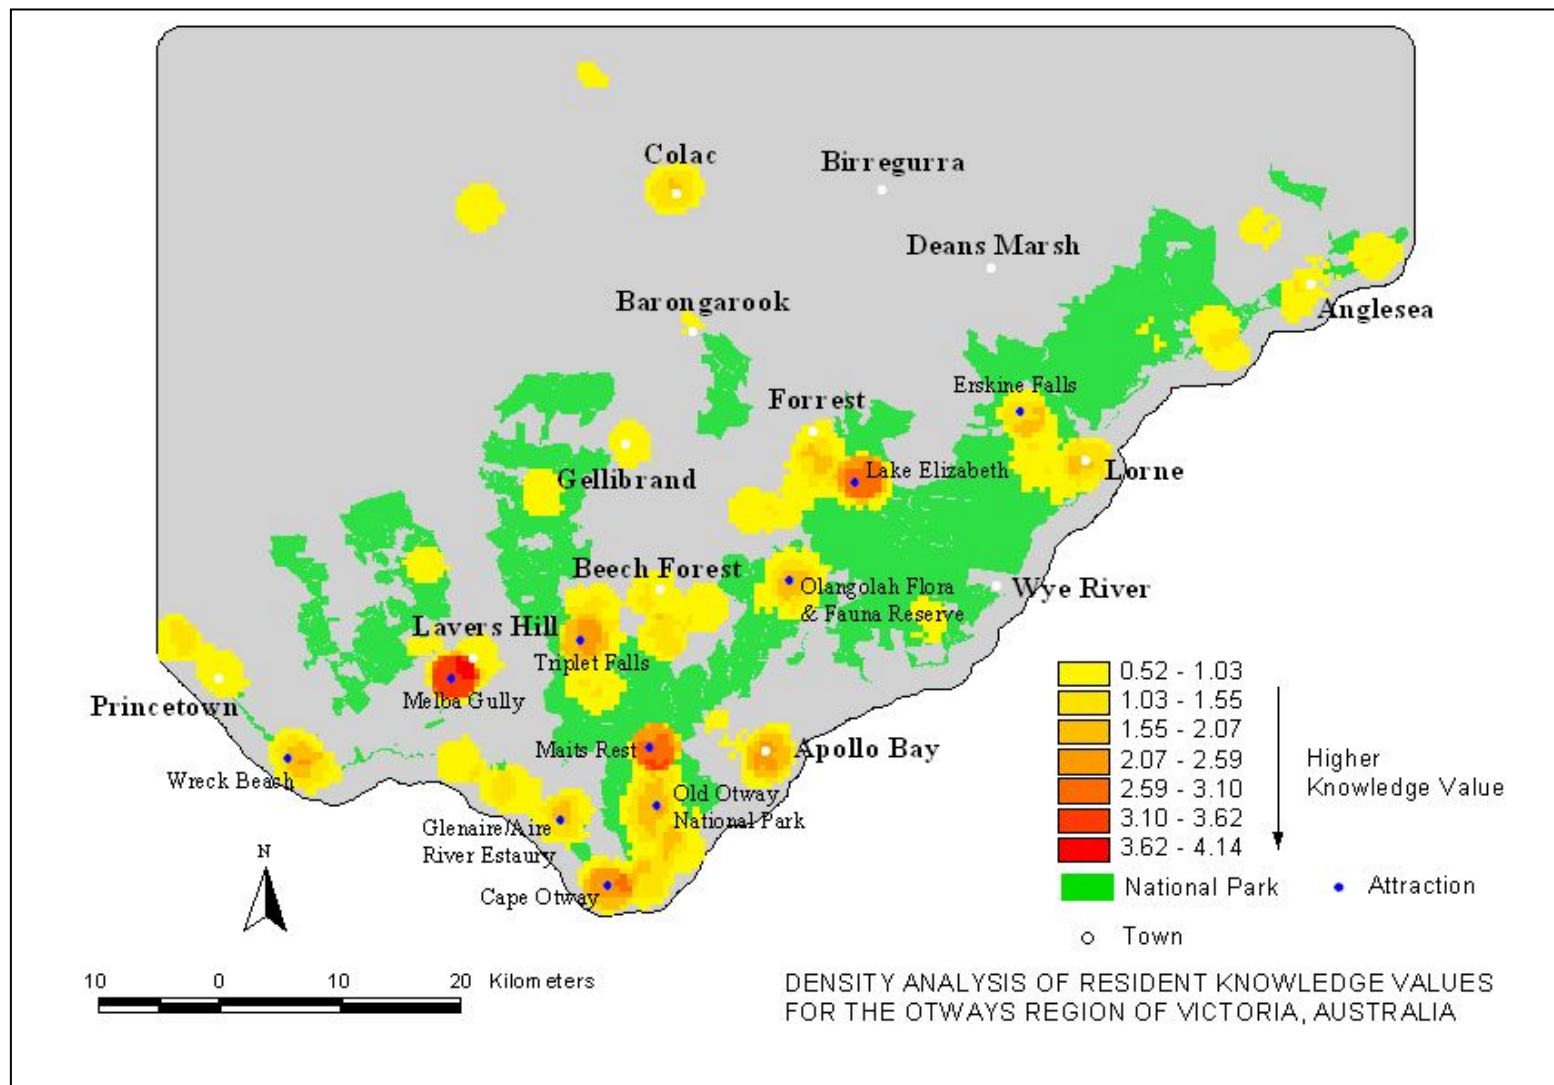 Colac
Birregurra
Deans Marsh
Barongarook
Anglesea
Erskine Falls
Forrest
Lake Elizabeth
Lorne
Gellibrand
Beech Forest
Olangolah Flora
& Fauna Reserve
Wye River
Lavers Hill
Triplet Falls
Melba Gully
Princetown
Maits Rest
Apollo Bay
Wreck Beach
Old Otway
National Park
Glenaire/Aire
River Estaury
Cape Otway
0.52 - 1.03
1.03 - 1.55
1.55 - 2.07
2.07 - 2.59
2.59 - 3.10
3.10 - 3.62
3.62 - 4.14
Higher
Knowledge Value
National Park
Attraction
Town
N
10 0 10 20 Kilometers
DENSITY ANALYSIS OF RESIDENT KNOWLEDGE VALUES
FOR THE OTWAYS REGION OF VICTORIA, AUSTRALIA